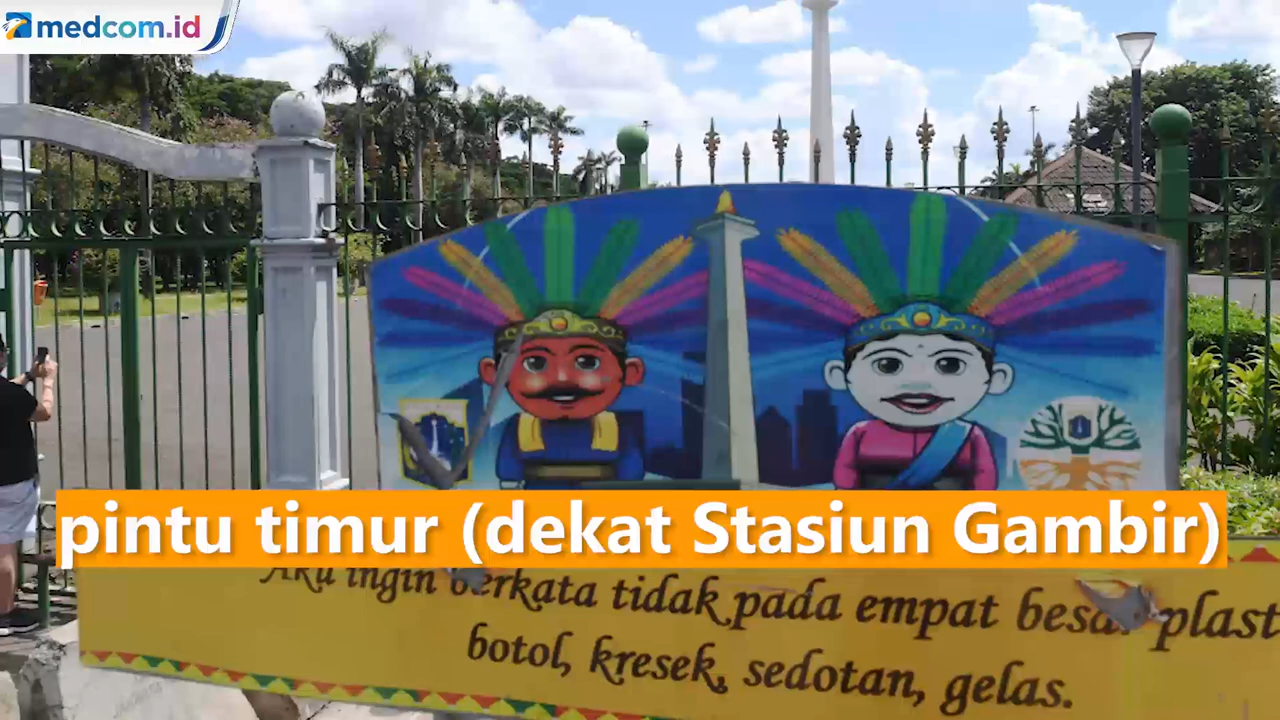 medcom.id
pintu timur (dekat Stasiun Gambir)
Aku ingin berkata tidak pada empat besar plast
botol, kresek, sedotan, gelas.